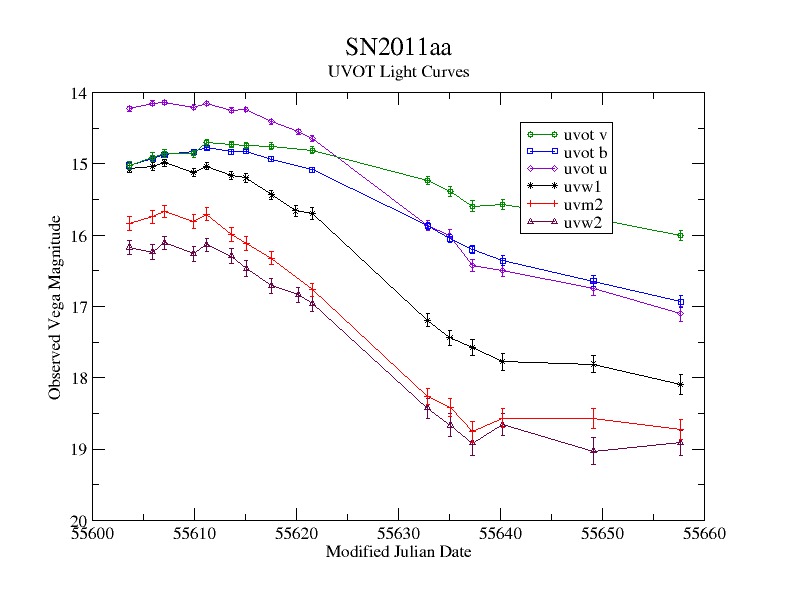 SN2011aa
UVOT Light Curves
14
15
16
17
18
19
20
Observed Vega Magnitude
uvot v
uvot b
uvot u
uvw1
uvm2
uvw2
55600 55610 55620 55630 55640 55650 55660
Modified Julian Date